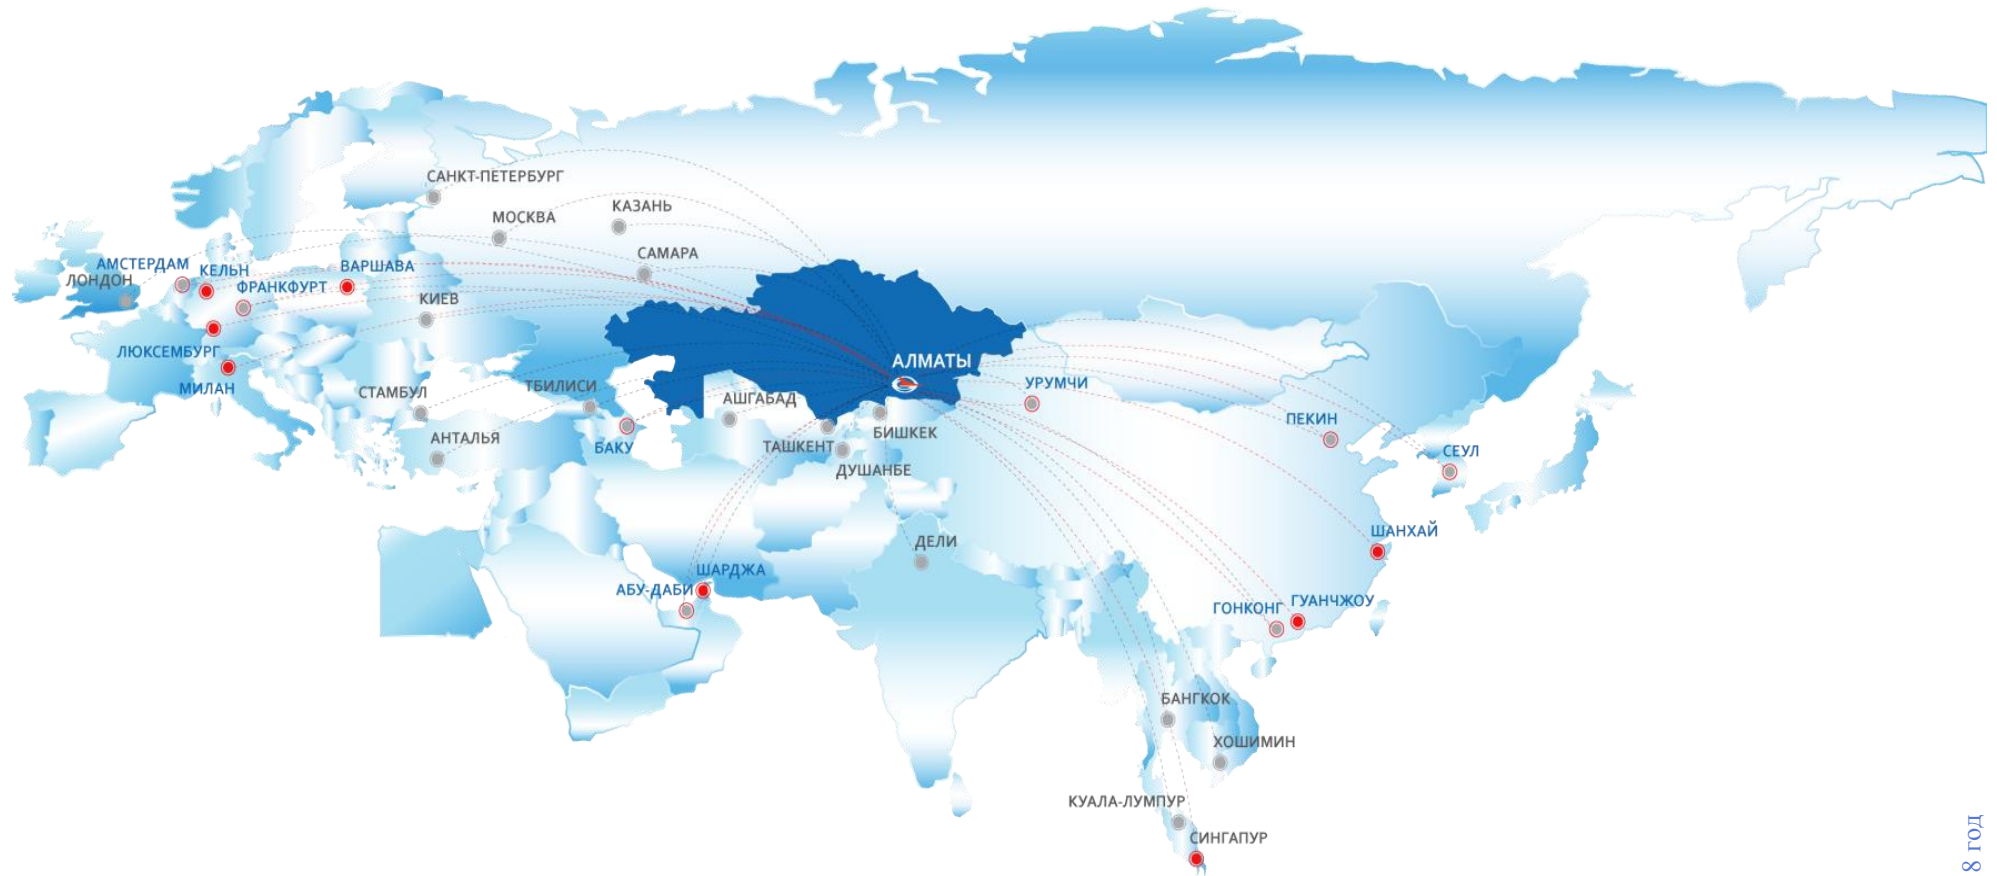 САНКТ-ПЕТЕРБУРГ
КАЗАНЬ
МОСКВА
САМАРА
АМСТЕРДАМ
КЕЛЬН
ВАРШАВА
ЛОНДОН
ФРАНКФУРТ
КИЕВ
ЛЮКСЕМБУРГ
МИЛАН
АЛМАТЫ
СТАМБУЛ
ТБИЛИСИ
УРУМЧИ
АШГАБАД
ПЕКИН
АНТАЛЬЯ
БАКУ
ТАШКЕНТ
БИШКЕК
СЕУЛ
ДУШАНБЕ
ШАНХАЙ
ДЕЛИ
ШАРДЖА
АБУ-ДАБИ
ГОНКОНГ
ГУАНЧЖОУ
БАНГКОК
ХОШИМИН
КУАЛА-ЛУМПУР
СИНГАПУР
8 год